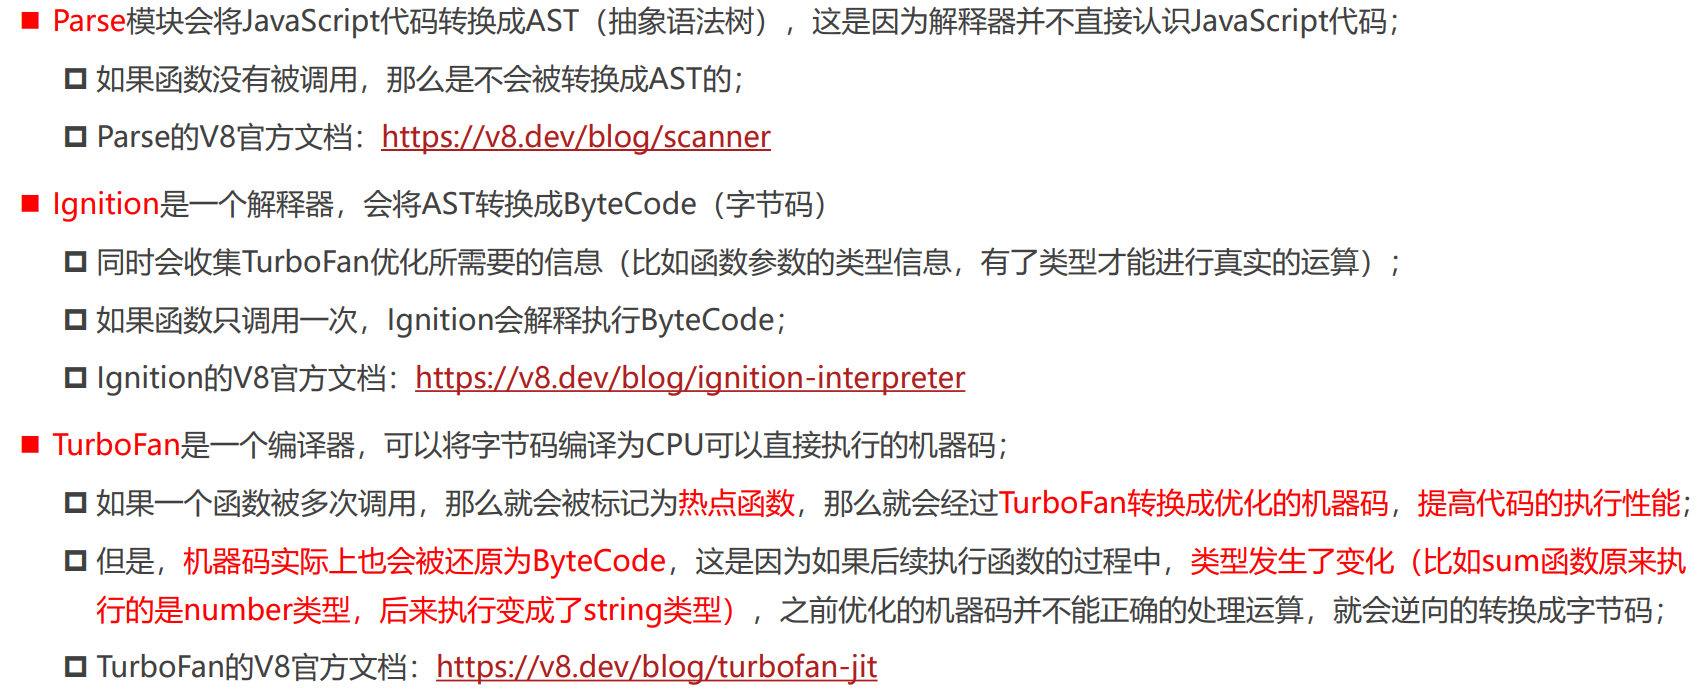 Parse模块会将JavaScript代码转换成AST（抽象语法树），这是因为解释器并不直接认识JavaScript代码；
如果函数没有被调用，那么是不会被转换成AST的；
Parse的V8官方文档：https://v8.dev/blog/scanner
Ignition是一个解释器，会将AST转换成ByteCode（字节码）
同时会收集TurboFan优化所需要的信息（比如函数参数的类型信息，有了类型才能进行真实的运算）；
如果函数只调用一次，Ignition会解释执行ByteCode；
Ignition的V8官方文档：https://v8.dev/blog/ignition-interpreter
TurboFan是一个编译器，可以将字节码编译为CPU可以直接执行的机器码；
如果一个函数被多次调用，那么就会被标记为热点函数，那么就会经过TurboFan转换成优化的机器码，提高代码的执行性能；
但是，机器码实际上也会被还原为ByteCode，这是因为如果后续执行函数的过程中，类型发生了变化（比如sum函数原来执
行的是number类型，后来执行变成了string类型），之前优化的机器码并不能正确的处理运算，就会逆向的转换成字节码；
TurboFan的V8官方文档：https://v8.dev/blog/turbofan-jit